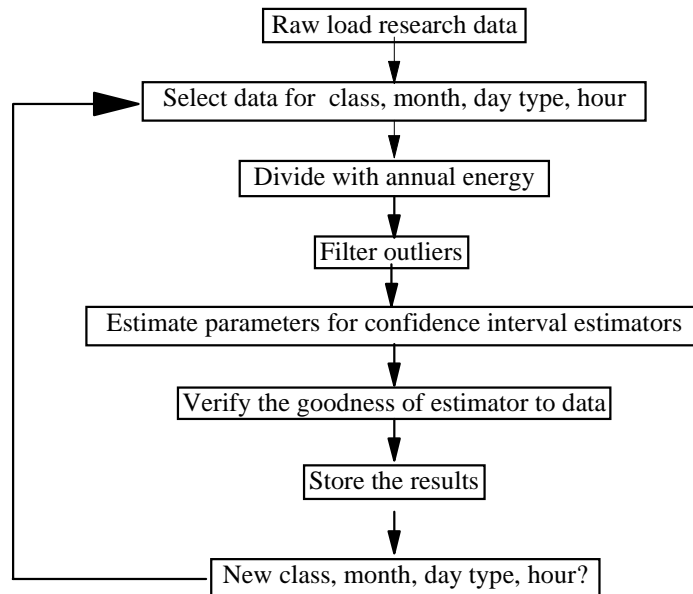 Raw load research data
Select data for class, month, day type, hour
Divide with annual energy
Filter outliers
Estimate parameters for confidence interval estimators
Verify the goodness of estimator to data
Store the results
New class, month, day type, hour?